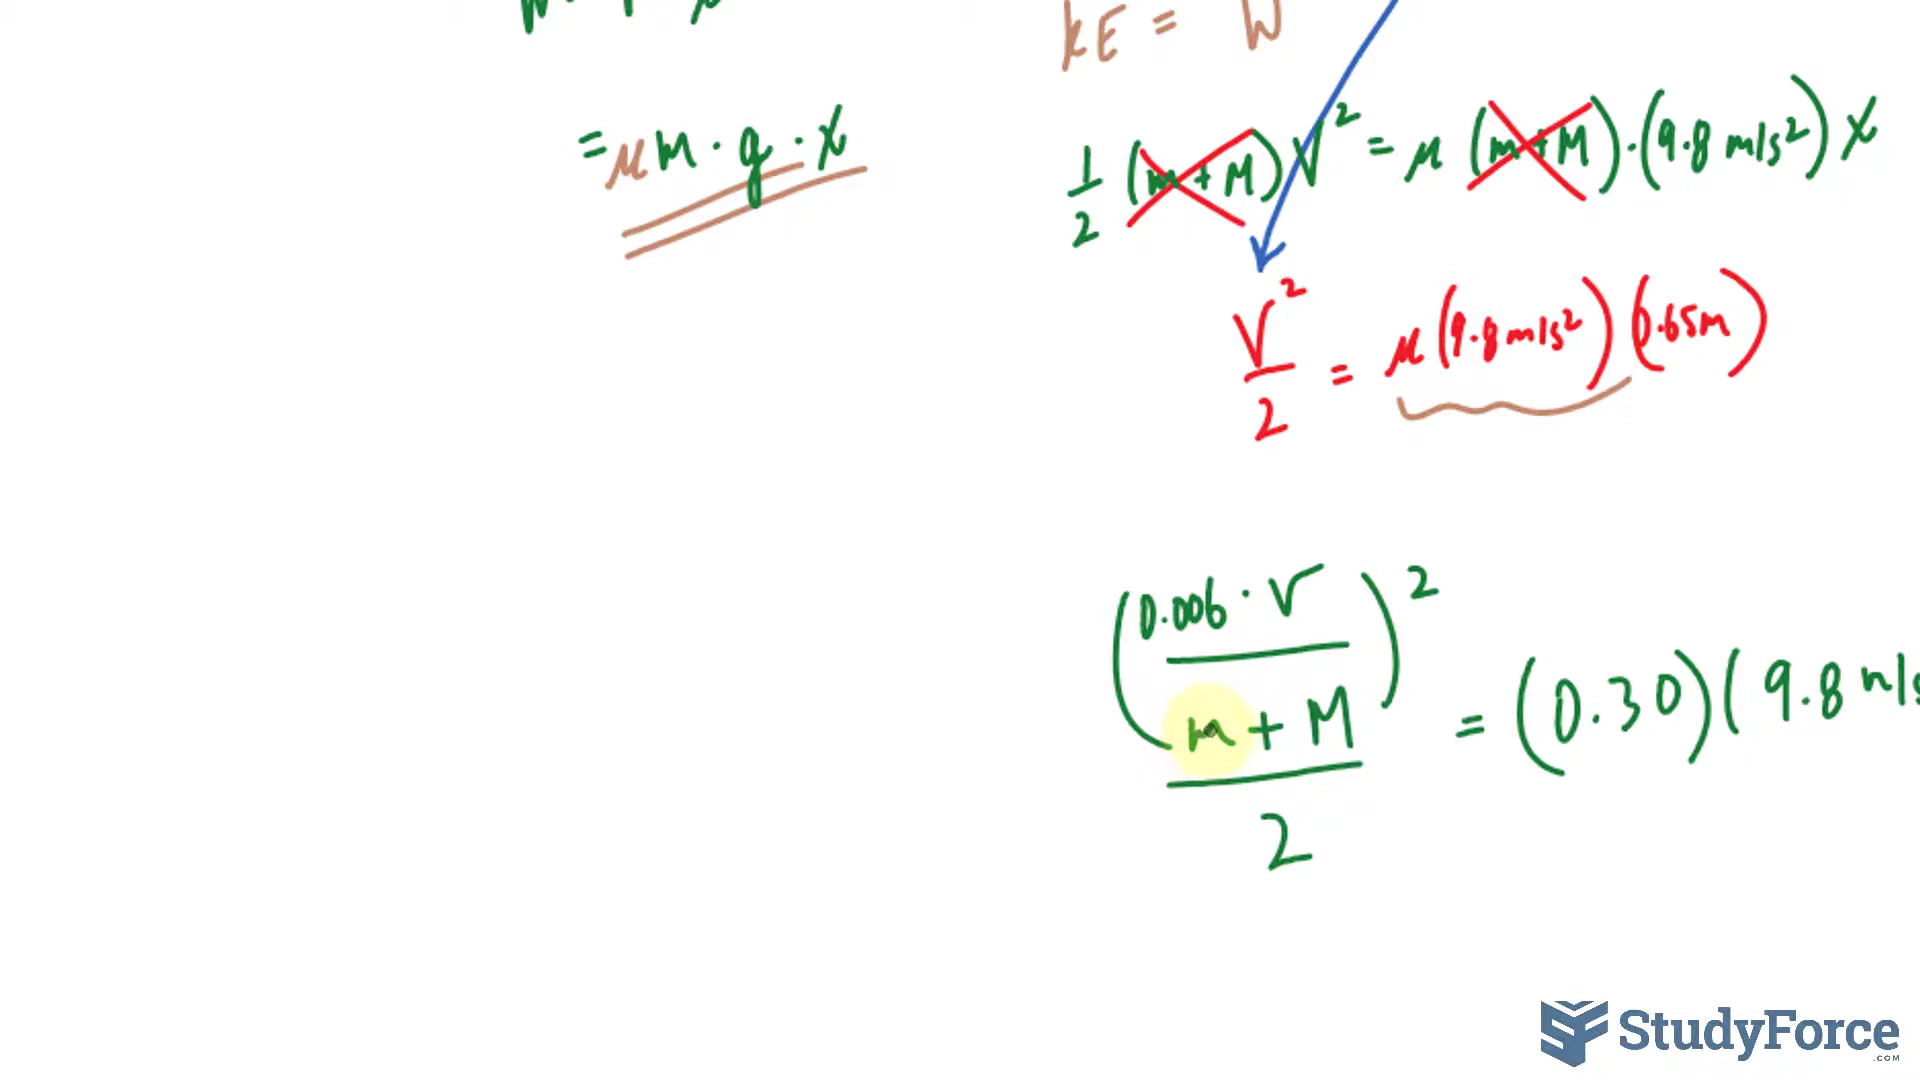 KE = W
= μm · g · x
1/2 (m + M) V² = μ (m + M) · (9.8 m/s²) x
V²/2 = μ (9.8 m/s²) (0.65m)
(0.006 · V / m + M)² / 2 = (0.30) (9.8 m/s
StudyForce
.COM